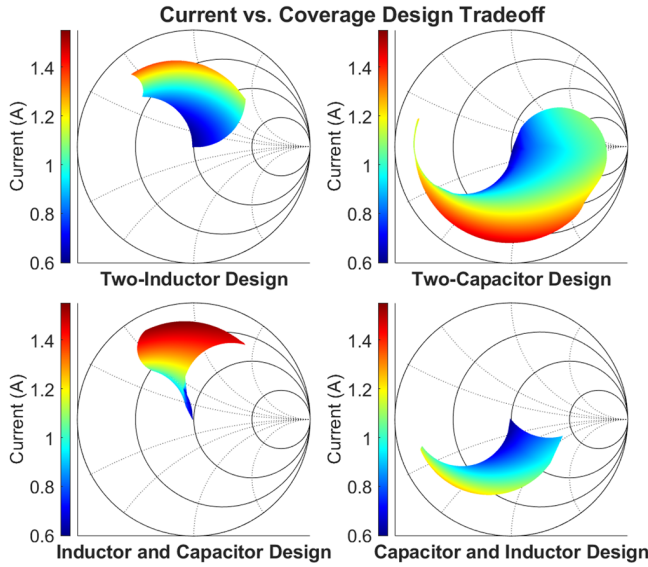 Current vs. Coverage Design Tradeoff
1.4
1.2
1
0.8
0.6
Current (A)
Two-Inductor Design
1.4
1.2
1
0.8
0.6
Current (A)
Two-Capacitor Design
1.4
1.2
1
0.8
0.6
Current (A)
Inductor and Capacitor Design
1.4
1.2
1
0.8
0.6
Current (A)
Capacitor and Inductor Design